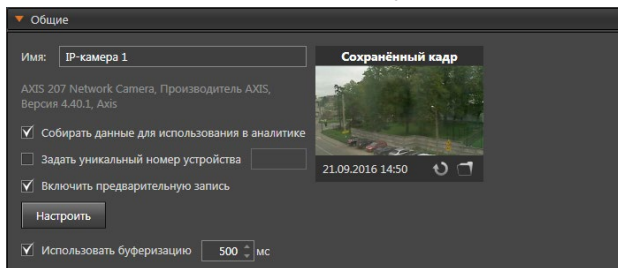 Общие
Имя: IP-камера 1
Сохранённый кадр
AXIS 207 Network Camera, Производитель AXIS,
Версия 4.40.1, Axis
Собирать данные для использования в аналитике
Задать уникальный номер устройства
21.09.2016 14:50
Включить предварительную запись
Настроить
Использовать буферизацию 500 мс